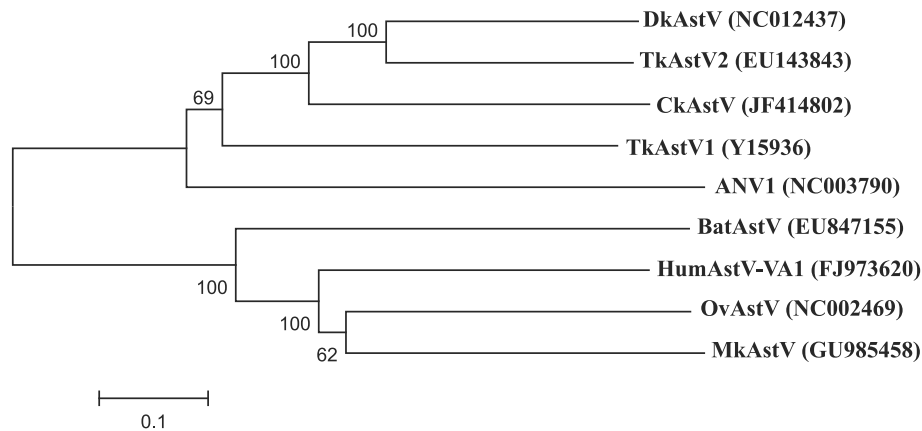 DkAstV (NC012437)
100
TkAstV2 (EU143843)
100
69
CkAstV (JF414802)
TkAstV1 (Y15936)
ANV1 (NC003790)
BatAstV (EU847155)
100
HumAstV-VA1 (FJ973620)
100
OvAstV (NC002469)
62
MkAstV (GU985458)
0.1